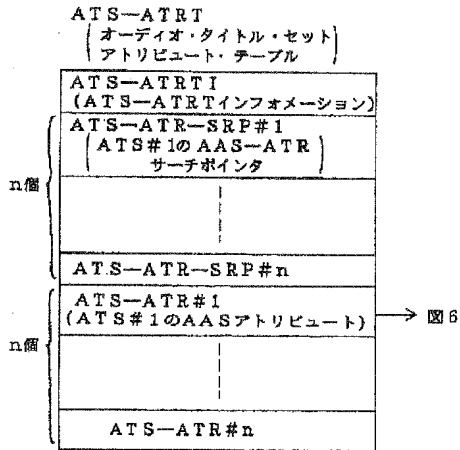 ATS—ATRT
(オーディオ・タイトル・セット
アトリビュート・テーブル)
ATS—ATRTI
(ATS—ATRTインフォメーション)
ATS—ATR—SRP#1
(ATS#1のAAS—ATR
サーチポインタ)
n個
ATS—ATR—SRP#n
ATS—ATR#1
(ATS#1のAASアトリビュート)
→ 図6
n個
ATS—ATR#n